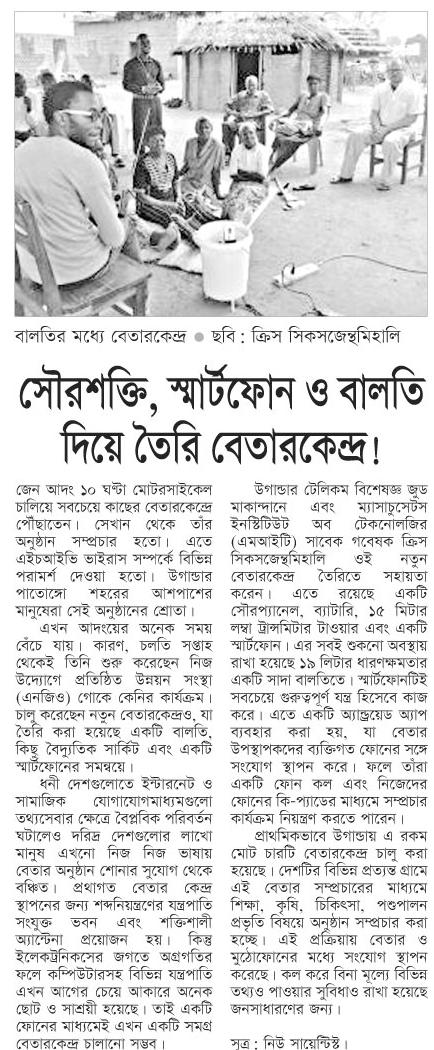 বালতির মধ্যে বেতারকেন্দ্র ● ছবি : ক্রিস সিকসজেন্থমিহালি
সৌরশক্তি, স্মার্টফোন ও বালতি
দিয়ে তৈরি বেতারকেন্দ্র!
জেন আদং ১০ ঘণ্টা মোটরসাইকেল
চালিয়ে সবচেয়ে কাছের বেতারকেন্দ্রে
পৌঁছাতেন। সেখান থেকে তাঁর
অনুষ্ঠান সম্প্রচার হতো। এতে
এইচআইভি ভাইরাস সম্পর্কে বিভিন্ন
পরামর্শ দেওয়া হতো। উগান্ডার
পাতোঙ্গো শহরের আশপাশের
মানুষেরা সেই অনুষ্ঠানের শ্রোতা।
এখন আদংয়ের অনেক সময়
বেঁচে যায়। কারণ, চলতি সপ্তাহ
থেকেই তিনি শুরু করেছেন নিজ
উদ্যোগে প্রতিষ্ঠিত উন্নয়ন সংস্থা
(এনজিও) গোকে কেনির কার্যক্রম।
চালু করেছেন নতুন বেতারকেন্দ্রও, যা
তৈরি করা হয়েছে একটি বালতি,
কিছু বৈদ্যুতিক সার্কিট এবং একটি
স্মার্টফোনের সমন্বয়ে।
ধনী দেশগুলোতে ইন্টারনেট ও
সামাজিক যোগাযোগমাধ্যমগুলো
তথ্যসেবার ক্ষেত্রে বৈপ্লবিক পরিবর্তন
ঘটালেও দরিদ্র দেশগুলোর লাখো
মানুষ এখনো নিজ নিজ ভাষায়
বেতার অনুষ্ঠান শোনার সুযোগ থেকে
বঞ্চিত। প্রথাগত বেতার কেন্দ্র
স্থাপনের জন্য শব্দনিয়ন্ত্রণের যন্ত্রপাতি
সংযুক্ত ভবন এবং শক্তিশালী
অ্যান্টেনা প্রয়োজন হয়। কিন্তু
ইলেকট্রনিকসের জগতে অগ্রগতির
ফলে কম্পিউটারসহ বিভিন্ন যন্ত্রপাতি
এখন আগের চেয়ে আকারে অনেক
ছোট ও সাশ্রয়ী হয়েছে। তাই একটি
ফোনের মাধ্যমেই এখন একটি সমগ্র
বেতারকেন্দ্র চালানো সম্ভব।
উগান্ডার টেলিকম বিশেষজ্ঞ জুড
মাকান্দানে এবং ম্যাসাচুসেটস
ইনস্টিটিউট অব টেকনোলজির
(এমআইটি) সাবেক গবেষক ক্রিস
সিকসজেন্থমিহালি ওই নতুন
বেতারকেন্দ্র তৈরিতে সহায়তা
করেন। এতে রয়েছে একটি
সৌরপ্যানেল, ব্যাটারি, ১৫ মিটার
লম্বা ট্রান্সমিটার টাওয়ার এবং একটি
স্মার্টফোন। এর সবই শুকনো অবস্থায়
রাখা হয়েছে ১৯ লিটার ধারণক্ষমতার
একটি সাদা বালতিতে। স্মার্টফোনটিই
সবচেয়ে গুরুত্বপূর্ণ যন্ত্র হিসেবে কাজ
করে। এতে একটি অ্যান্ড্রয়েড অ্যাপ
ব্যবহার করা হয়, যা বেতার
উপস্থাপকদের ব্যক্তিগত ফোনের সঙ্গে
সংযোগ স্থাপন করে। ফলে তাঁরা
একটি ফোন কল এবং নিজেদের
ফোনের কি-প্যাডের মাধ্যমে সম্প্রচার
কার্যক্রম নিয়ন্ত্রণ করতে পারেন।
প্রাথমিকভাবে উগান্ডায় এ রকম
মোট চারটি বেতারকেন্দ্র চালু করা
হয়েছে। দেশটির বিভিন্ন প্রত্যন্ত গ্রামে
এই বেতার সম্প্রচারের মাধ্যমে
শিক্ষা, কৃষি, চিকিৎসা, পশুপালন
প্রভৃতি বিষয়ে অনুষ্ঠান সম্প্রচার করা
হচ্ছে। এই প্রক্রিয়ায় বেতার ও
মুঠোফোনের মধ্যে সংযোগ স্থাপন
করেছে। কল করে বিনা মূল্যে বিভিন্ন
তথ্যও পাওয়ার সুবিধাও রাখা হয়েছে
জনসাধারণের জন্য।
সূত্র : নিউ সায়েন্টিস্ট।